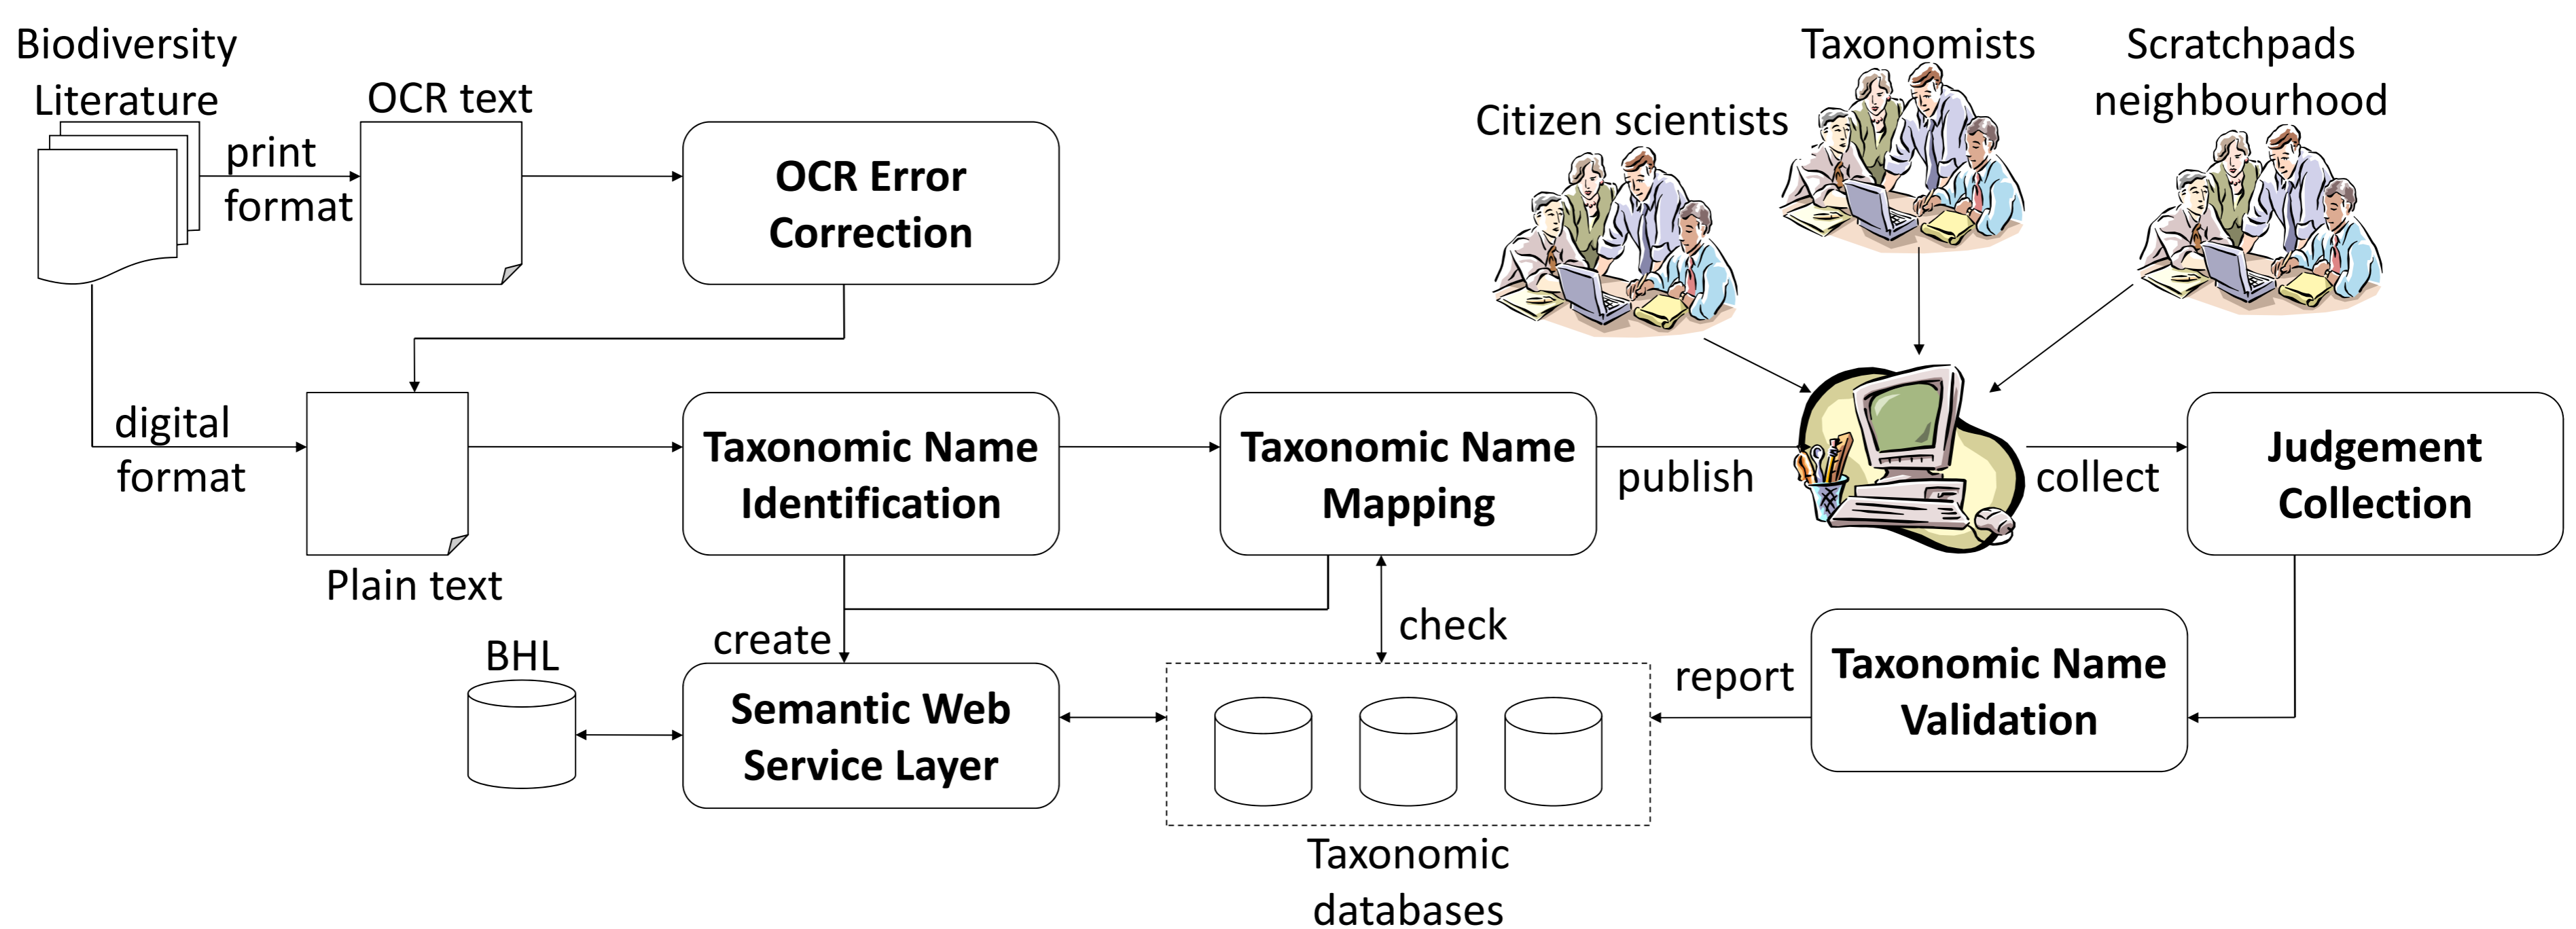 Biodiversity
Literature
print
format
OCR text
OCR Error
Correction
Citizen scientists
Taxonomists
Scratchpads
neighbourhood
digital
format
Plain text
Taxonomic Name
Identification
Taxonomic Name
Mapping
publish
collect
Judgement
Collection
create
check
report
Taxonomic Name
Validation
BHL
Semantic Web
Service Layer
Taxonomic
databases